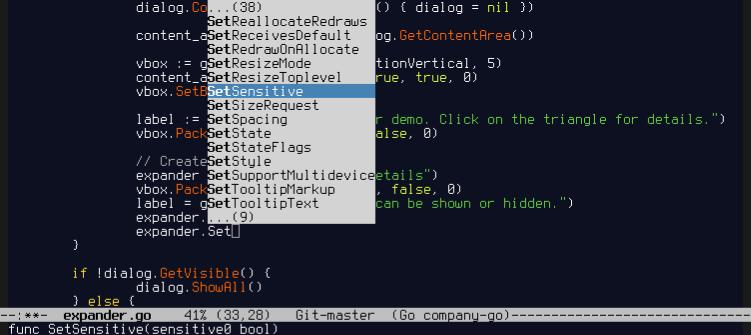 dialog.Co ...(38) () { dialog = nil })
SetReallocateRedraws
content_a SetReceivesDefault og.GetContentArea())
SetRedrawOnAllocate
vbox := g SetResizeMode tionVertical, 5)
content_a SetResizeToplevel rue, true, 0)
vbox.SetB SetSensitive
SetSizeRequest
label := SetSpacing r demo. Click on the triangle for details.")
vbox.Pack SetState alse, 0)
SetStateFlags
// Create SetStyle
expander SetSupportMultidevice etails")
vbox.Pack SetTooltipMarkup , false, 0)
label = g SetTooltipText can be shown or hidden.")
expander. ...(9)
expander.Set
}
if !dialog.GetVisible() {
dialog.ShowAll()
} else {
--:**- expander.go 41% (33,28) Git-master (Go company-go)
func SetSensitive(sensitive0 bool)